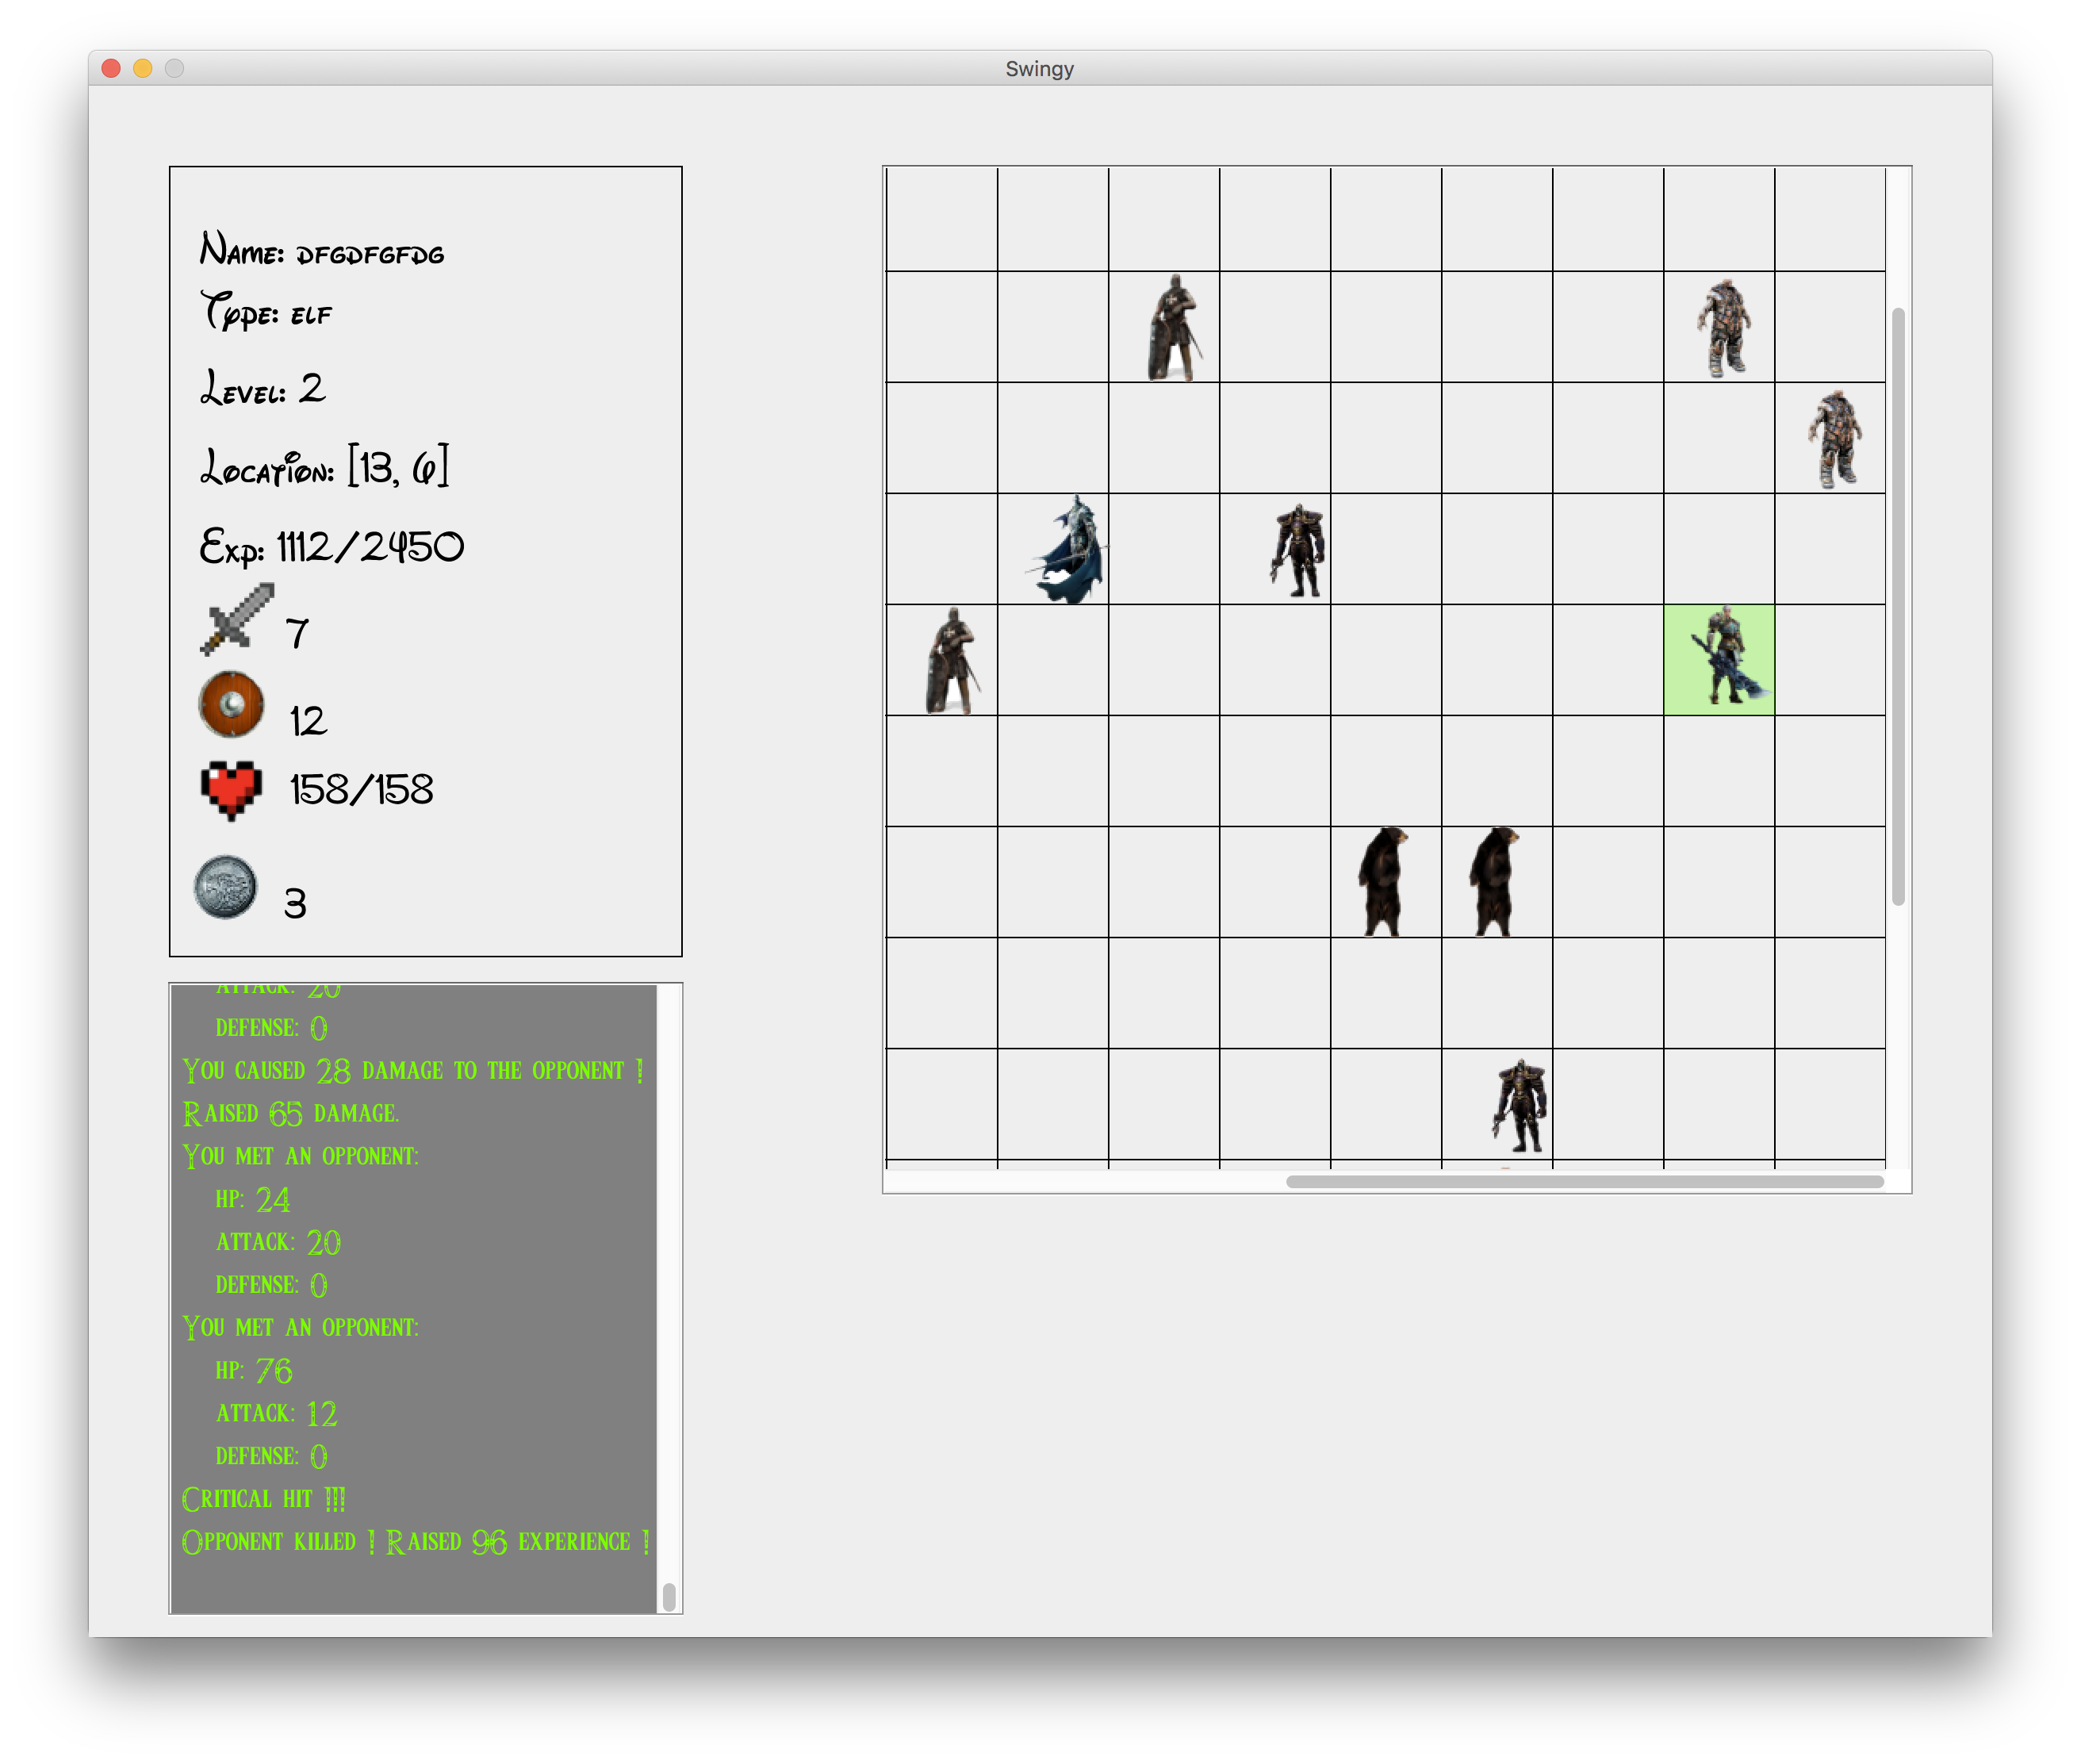 Swingy
Name: dfgdfgfdg
Type: elf
Level: 2
Location: [13, 6]
Exp: 1112/2450
7
12
158/158
3
attack: 20
defense: 0
You caused 28 damage to the opponent !
Raised 65 damage.
You met an opponent:
hp: 24
attack: 20
defense: 0
You met an opponent:
hp: 76
attack: 12
defense: 0
Critical hit !!!
Opponent killed ! Raised 96 experience !